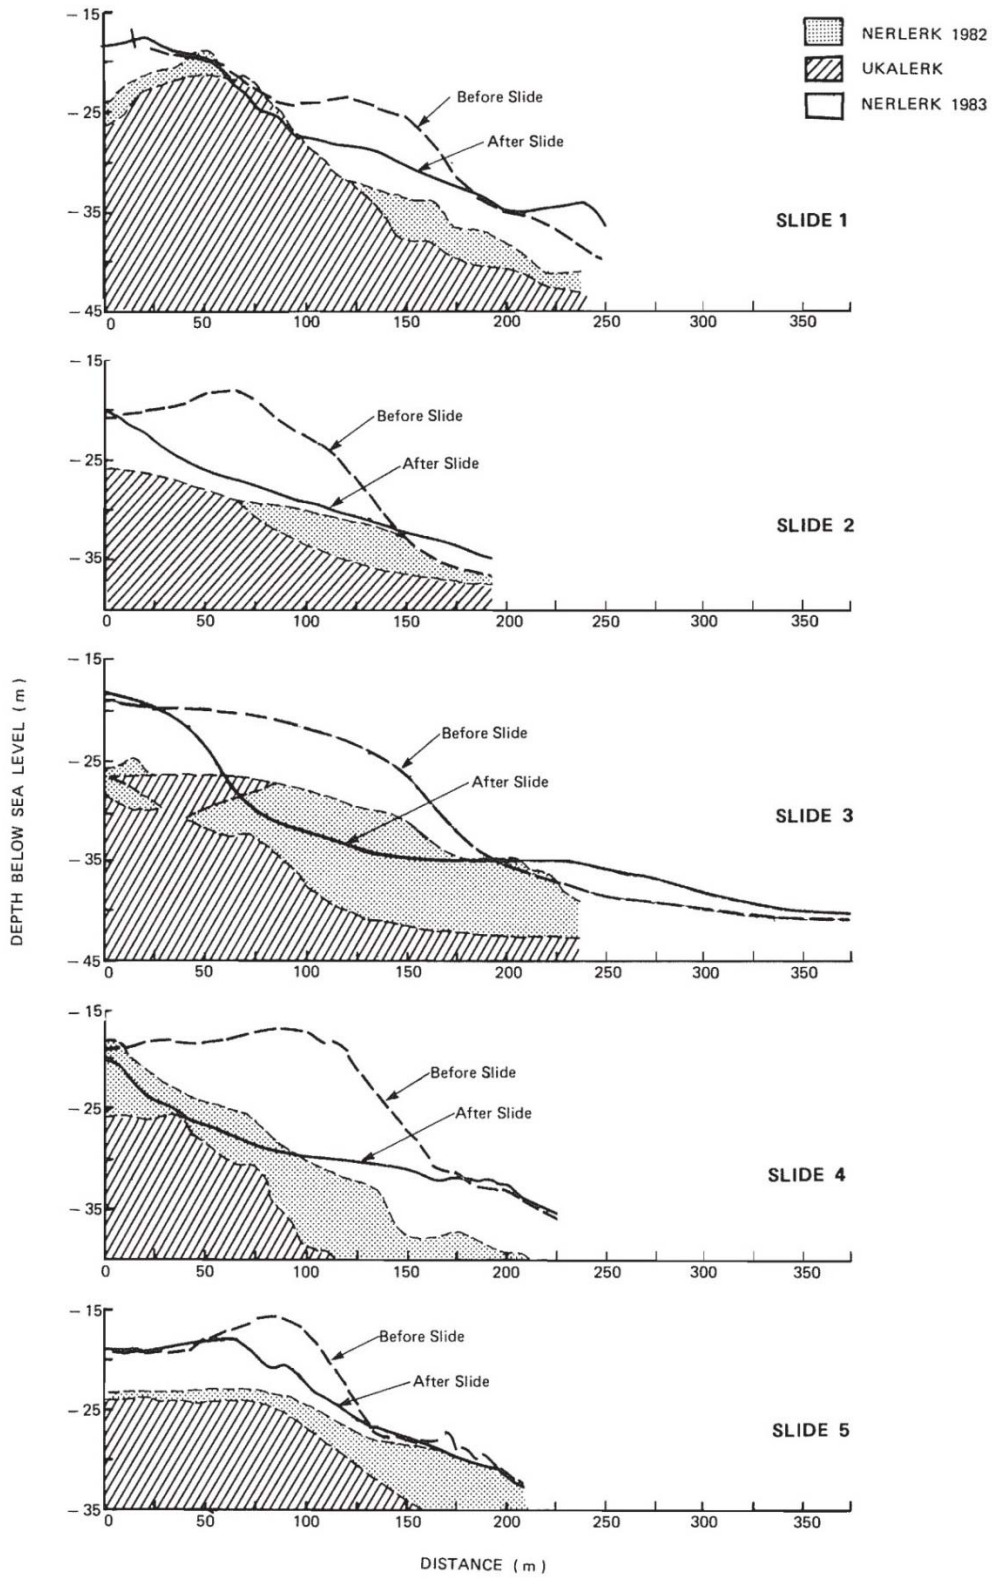 NERLERK 1982
UKALERK
NERLERK 1983
DEPTH BELOW SEA LEVEL (m)
-15
-25
-35
-45
Before Slide
After Slide
SLIDE 1
0 50 100 150 200 250 300 350
-15
-25
-35
Before Slide
After Slide
SLIDE 2
0 50 100 150 200 250 300 350
-15
-25
-35
-45
Before Slide
After Slide
SLIDE 3
0 50 100 150 200 250 300 350
-15
-25
-35
Before Slide
After Slide
SLIDE 4
0 50 100 150 200 250 300 350
-15
-25
-35
Before Slide
After Slide
SLIDE 5
0 50 100 150 200 250 300 350
DISTANCE (m)